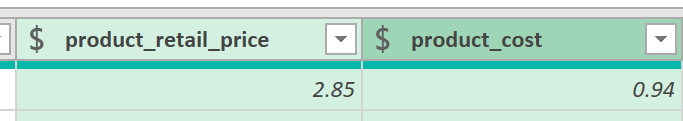 $ product_retail_price $ product_cost
2.85 0.94